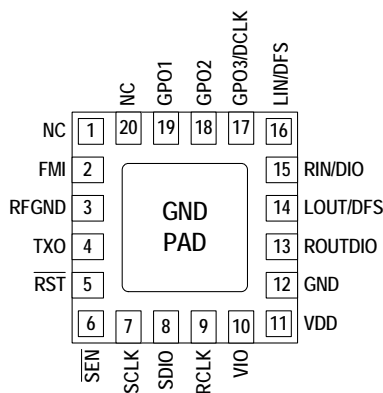 NC
GPO1
GPO2
GPO3/DCLK
LIN/DFS
NC 1 20 19 18 17 16
FMI 2 15 RIN/DIO
RFGND 3 14 LOUT/DFS
GND
PAD
TXO 4 13 ROUTDIO
RST 5 12 GND
6 7 8 9 10 11 VDD
SEN
SCLK
SDIO
RCLK
VIO